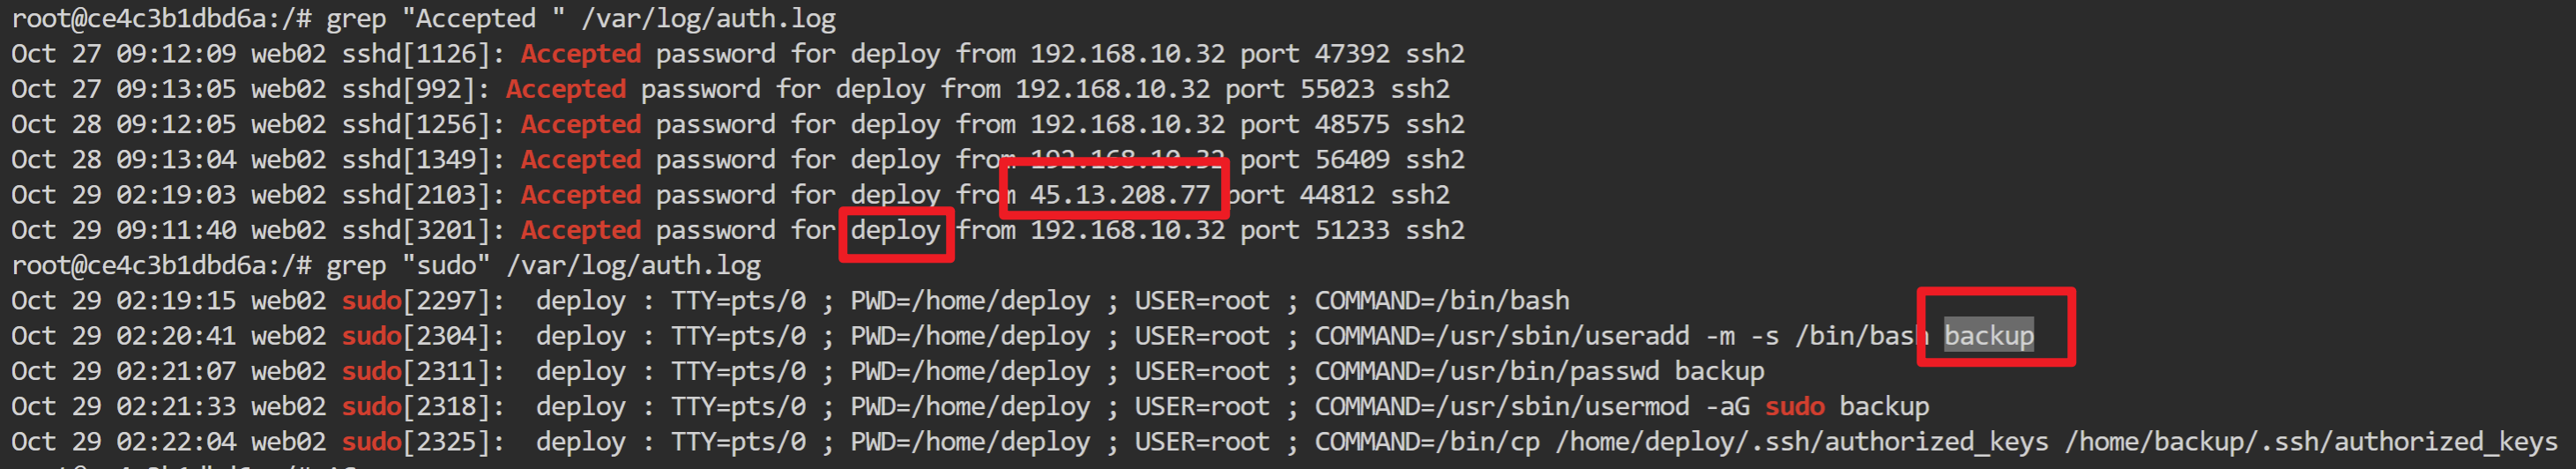 root@ce4c3b1dbd6a:/# grep "Accepted " /var/log/auth.log
Oct 27 09:12:09 web02 sshd[1126]: Accepted password for deploy from 192.168.10.32 port 47392 ssh2
Oct 27 09:13:05 web02 sshd[992]: Accepted password for deploy from 192.168.10.32 port 55023 ssh2
Oct 28 09:12:05 web02 sshd[1256]: Accepted password for deploy from 192.168.10.32 port 48575 ssh2
Oct 28 09:13:04 web02 sshd[1349]: Accepted password for deploy from 192.168.10.32 port 56409 ssh2
Oct 29 02:19:03 web02 sshd[2103]: Accepted password for deploy from 45.13.208.77 port 44812 ssh2
Oct 29 09:11:40 web02 sshd[3201]: Accepted password for deploy from 192.168.10.32 port 51233 ssh2
root@ce4c3b1dbd6a:/# grep "sudo" /var/log/auth.log
Oct 29 02:19:15 web02 sudo[2297]:  deploy : TTY=pts/0 ; PWD=/home/deploy ; USER=root ; COMMAND=/bin/bash
Oct 29 02:20:41 web02 sudo[2304]:  deploy : TTY=pts/0 ; PWD=/home/deploy ; USER=root ; COMMAND=/usr/sbin/useradd -m -s /bin/bash backup
Oct 29 02:21:07 web02 sudo[2311]:  deploy : TTY=pts/0 ; PWD=/home/deploy ; USER=root ; COMMAND=/usr/bin/passwd backup
Oct 29 02:21:33 web02 sudo[2318]:  deploy : TTY=pts/0 ; PWD=/home/deploy ; USER=root ; COMMAND=/usr/sbin/usermod -aG sudo backup
Oct 29 02:22:04 web02 sudo[2325]:  deploy : TTY=pts/0 ; PWD=/home/deploy ; USER=root ; COMMAND=/bin/cp /home/deploy/.ssh/authorized_keys /home/backup/.ssh/authorized_keys